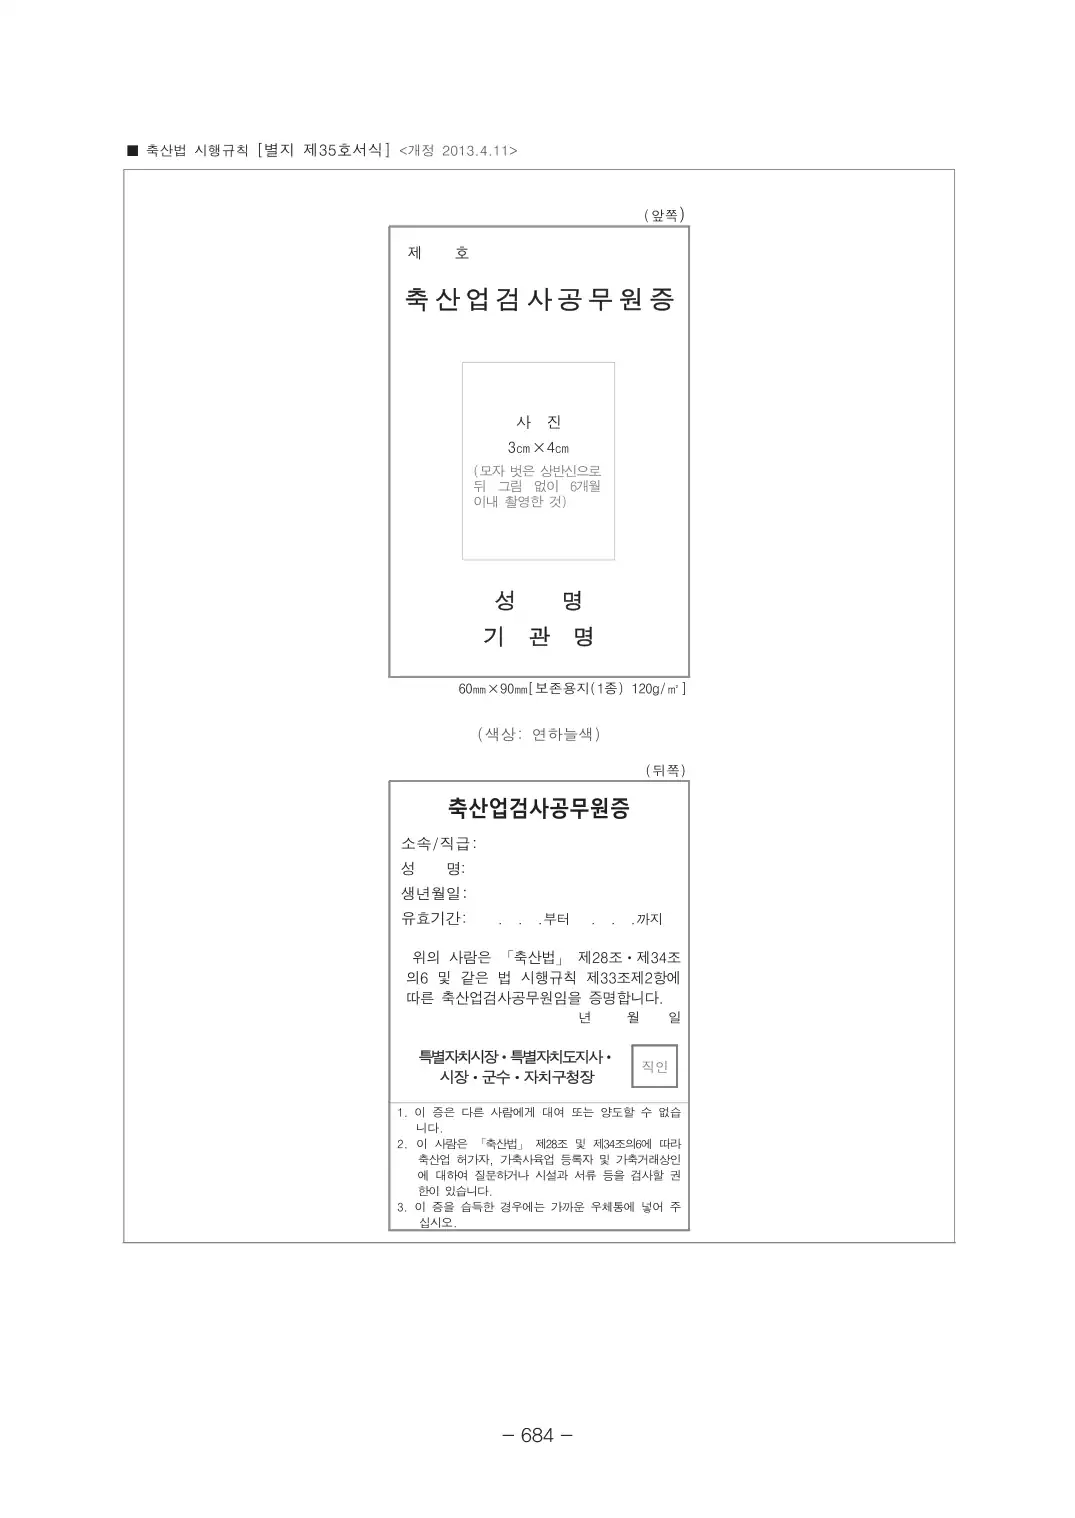 ■ 축산법 시행규칙 [별지 제35호서식] <개정 2013.4.11>
(앞쪽)
제 호
축산업검사공무원증
사 진
3㎝×4㎝
(모자 벗은 상반신으로
뒤 그림 없이 6개월
이내 촬영한 것)
성 명
기 관 명
60㎜×90㎜[보존용지(1종) 120g/㎡]
(색상: 연하늘색)
(뒤쪽)
축산업검사공무원증
소속/직급:
성 명:
생년월일:
유효기간: . . .부터 . . .까지
위의 사람은 「축산법」 제28조·제34조
의6 및 같은 법 시행규칙 제33조제2항에
따른 축산업검사공무원임을 증명합니다.
년 월 일
특별자치시장·특별자치도지사·
시장·군수·자치구청장
직인
1. 이 증은 다른 사람에게 대여 또는 양도할 수 없습
니다.
2. 이 사람은 「축산법」 제28조 및 제34조의6에 따라
축산업 허가자, 가축사육업 등록자 및 가축거래상인
에 대하여 질문하거나 시설과 서류 등을 검사할 권
한이 있습니다.
3. 이 증을 습득한 경우에는 가까운 우체통에 넣어 주
십시오.
- 684 -